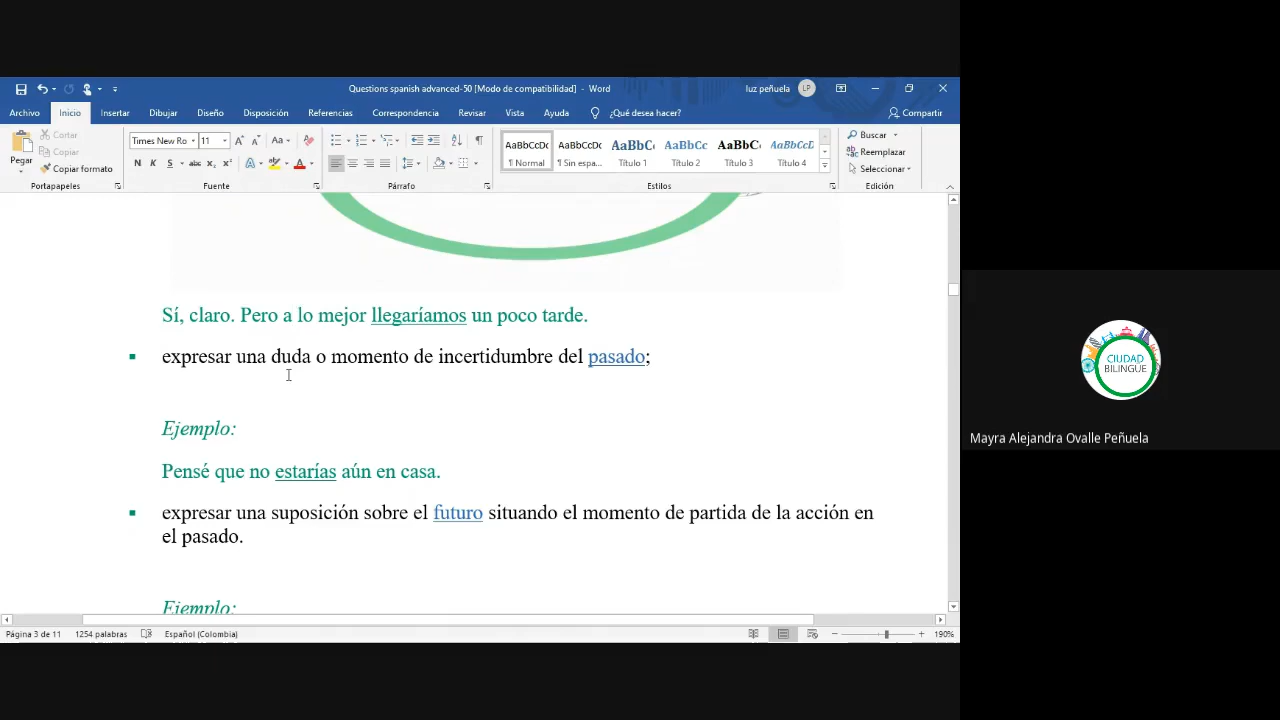 Questions spanish advanced-50 [Modo de compatibilidad] - Word
luz peñuela
LP
Archivo Inicio Insertar Dibujar Diseño Disposición Referencias Correspondencia Revisar Vista Ayuda ¿Qué desea hacer? Compartir
Pegar
Cortar
Copiar
Copiar formato
Portapapeles
Times New Ro 11
N K S abc x₂ x²
Fuente
Párrafo
AaBbCcDc AaBbCcDc AaBbC AaBbCc AaBbC AaBbCcD
¶ Normal ¶ Sin espa... Título 1 Título 2 Título 3 Título 4
Estilos
Buscar
Reemplazar
Seleccionar
Edición
Sí, claro. Pero a lo mejor llegaríamos un poco tarde.
▪ expresar una duda o momento de incertidumbre del pasado;
Ejemplo:
Pensé que no estarías aún en casa.
▪ expresar una suposición sobre el futuro situando el momento de partida de la acción en
el pasado.
Ejemplo:
Página 3 de 11 1254 palabras Español (Colombia) 190%
CIUDAD
BILINGÜE
Mayra Alejandra Ovalle Peñuela